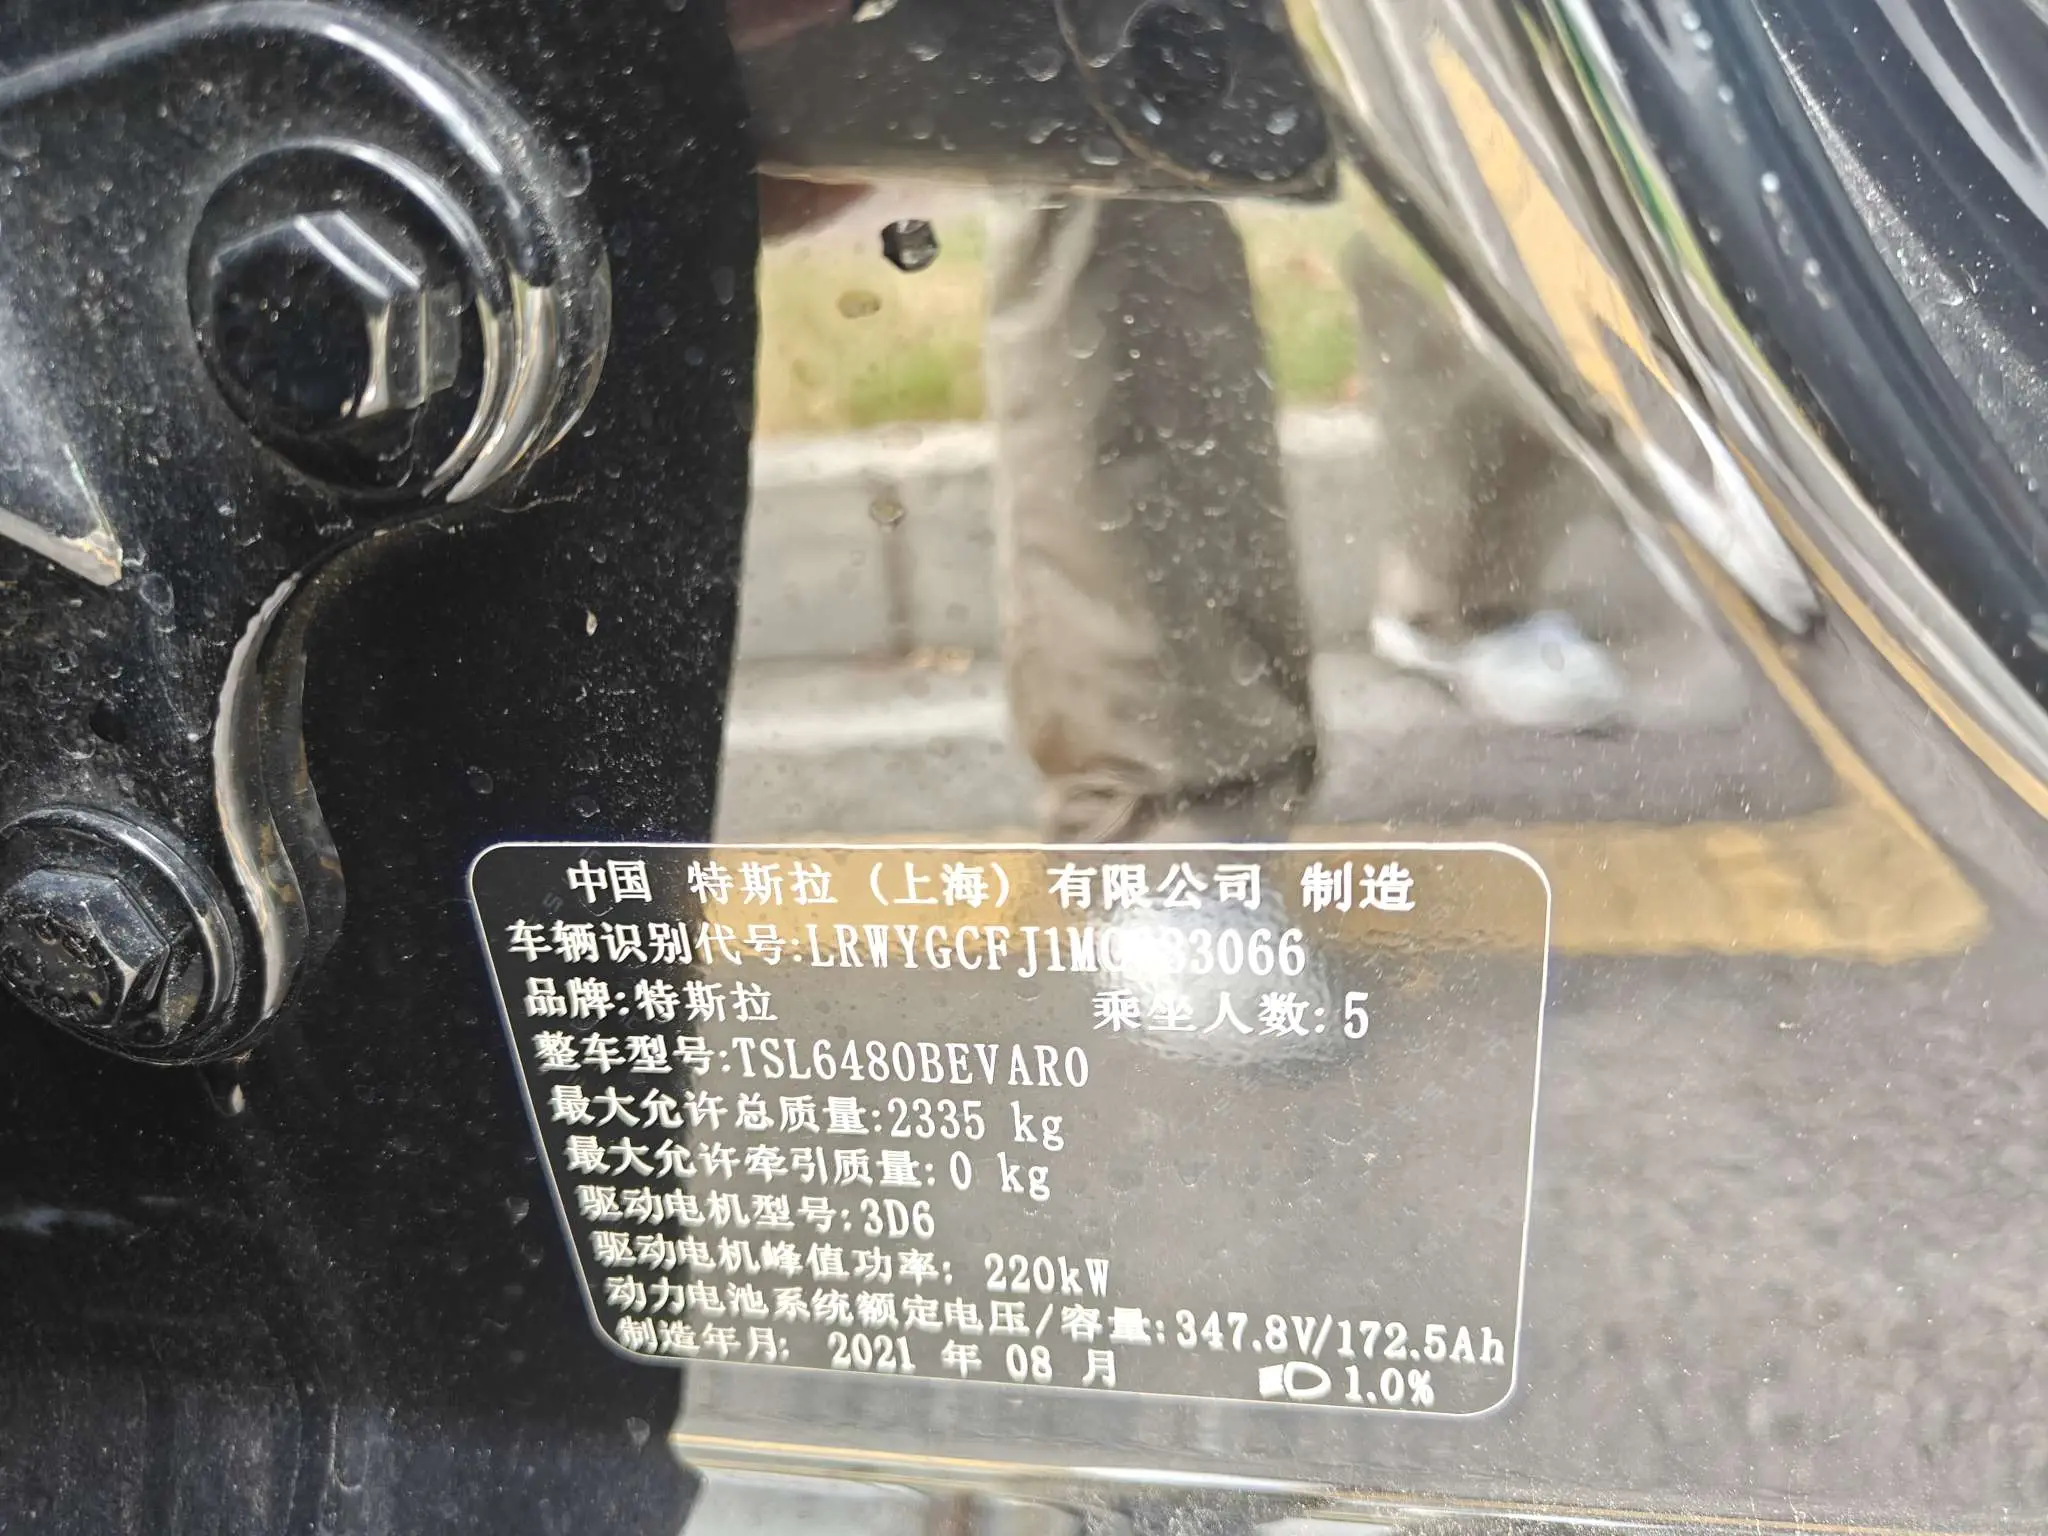 中国 特斯拉（上海）有限公司 制造
车辆识别代号:
品牌:特斯拉 乘坐人数:5
整车型号:TSL6480BEVAR0
最大允许总质量:2335 kg
最大允许牵引质量:0 kg
驱动电机型号:3D6
驱动电机峰值功率: 220kW
动力电池系统额定电压/容量:347.8V/172.5Ah
制造年月: 2021 年 08 月 1.0%